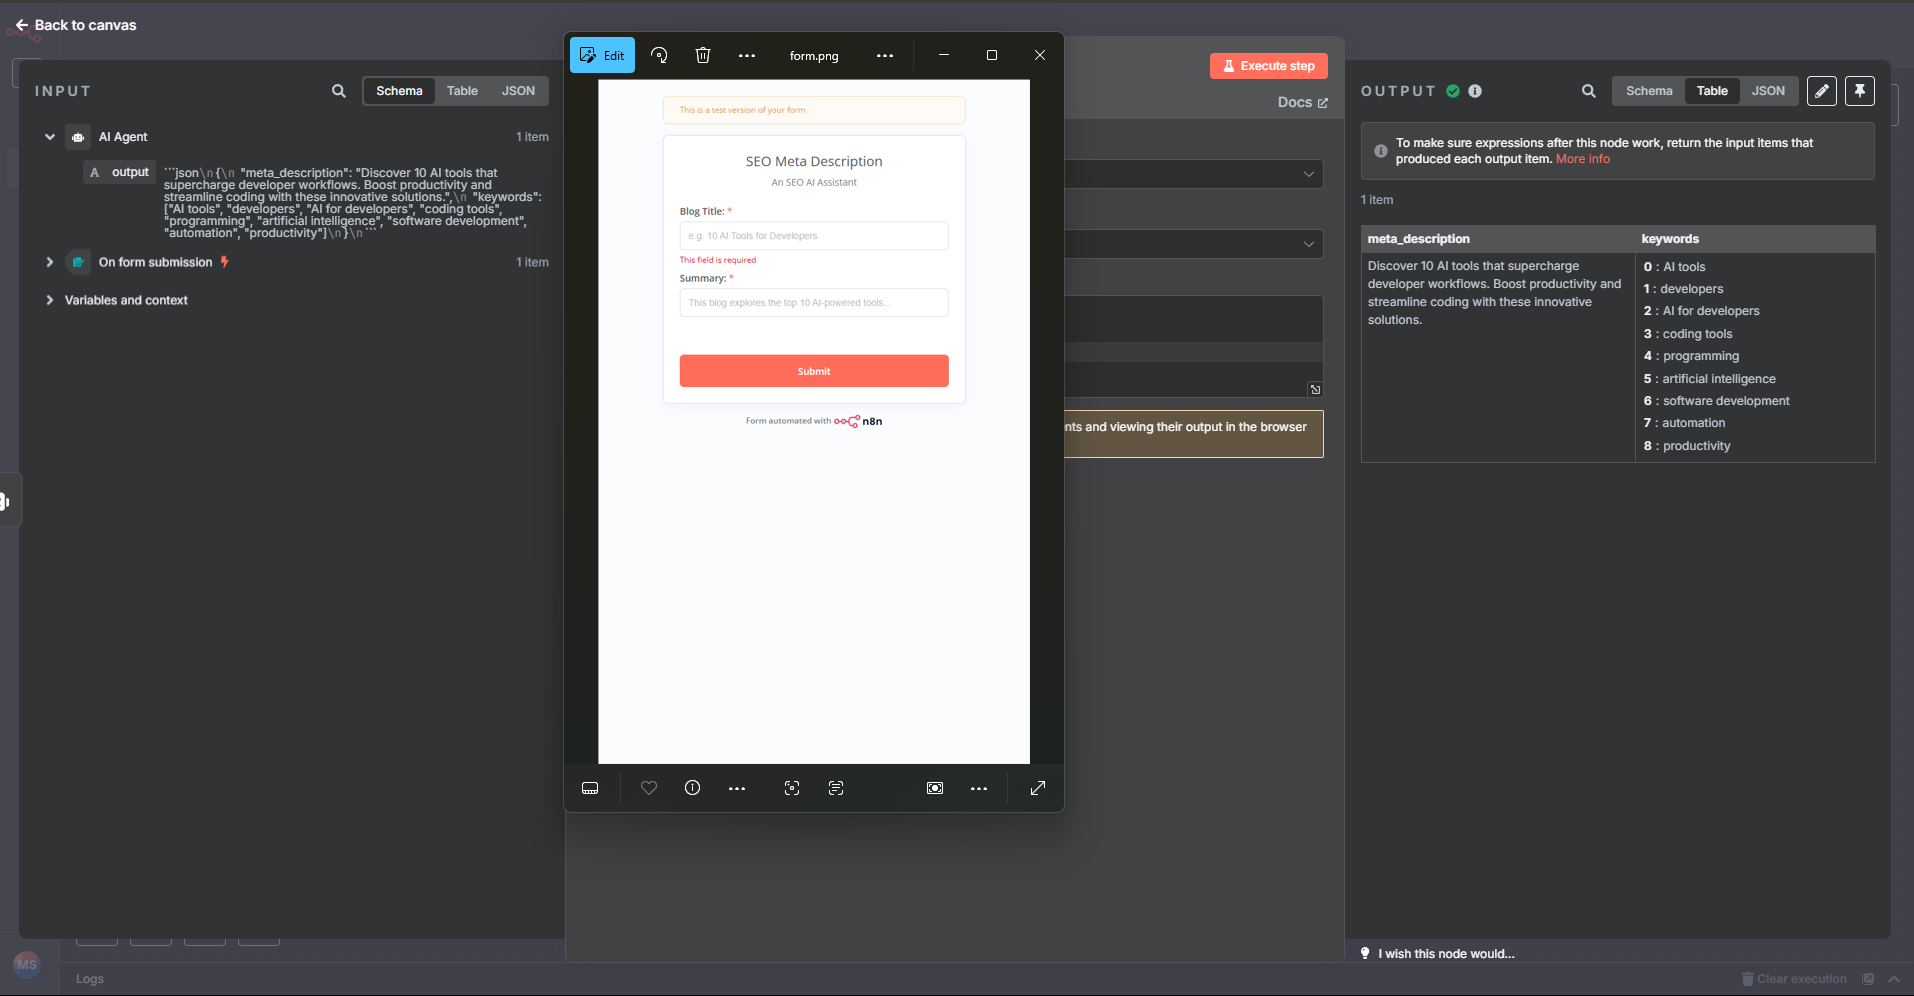 Back to canvas
INPUT
Schema
Table
JSON
AI Agent
1 item
A output
```json\n{\n "meta_description": "Discover 10 AI tools that
supercharge developer workflows. Boost productivity and
streamline coding with these innovative solutions.",\n "keywords":
["AI tools", "developers", "AI for developers", "coding tools",
"programming", "artificial intelligence", "software development",
"automation", "productivity"]\n}\n```
On form submission
1 item
Variables and context
Edit
form.png
This is a test version of your form
SEO Meta Description
An SEO AI Assistant
Blog Title: *
e.g. 10 AI Tools for Developers
This field is required
Summary: *
This blog explores the top 10 AI-powered tools...
Submit
Form automated with n8n
Execute step
Docs
and viewing their output in the browser
OUTPUT
Schema
Table
JSON
To make sure expressions after this node work, return the input items that
produced each output item. More info
1 item
meta_description
keywords
Discover 10 AI tools that supercharge
developer workflows. Boost productivity and
streamline coding with these innovative
solutions.
0 : AI tools
1 : developers
2 : AI for developers
3 : coding tools
4 : programming
5 : artificial intelligence
6 : software development
7 : automation
8 : productivity
I wish this node would...
MS
Logs
Clear execution